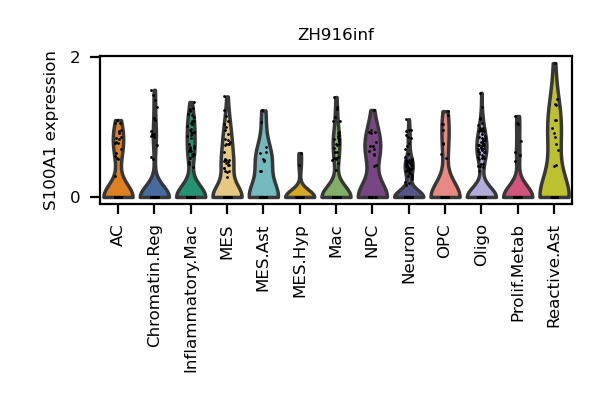 ZH916inf
S100A1 expression
2
0
AC
Chromatin.Reg
Inflammatory.Mac
MES
MES.Ast
MES.Hyp
Mac
NPC
Neuron
OPC
Oligo
Prolif.Metab
Reactive.Ast